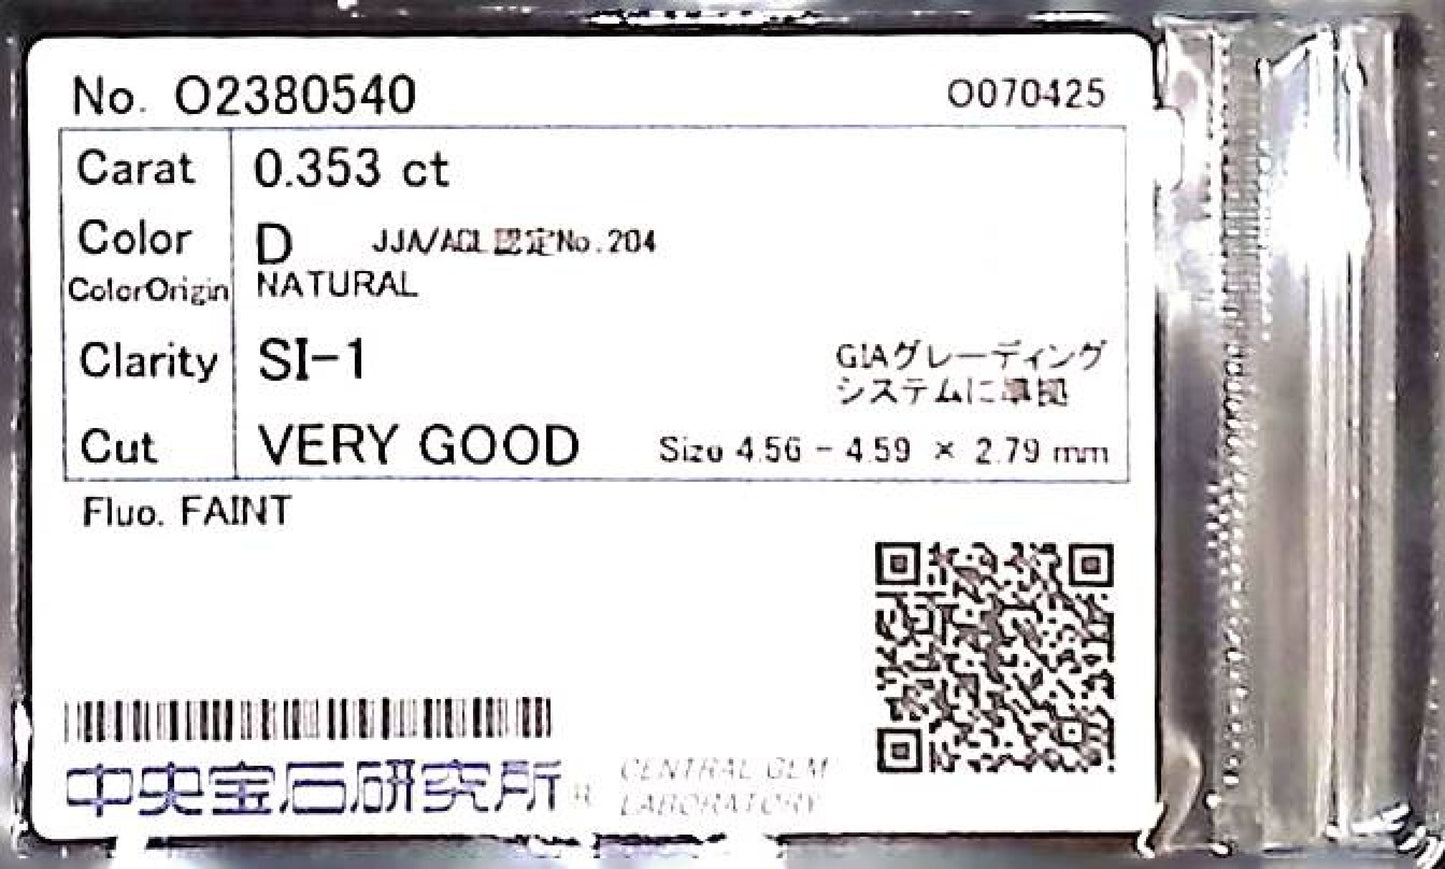 No. O2380540
O070425
Carat 0.353 ct
Color D JJA/AGL認定No.204
ColorOrigin NATURAL
Clarity SI-1
GIAグレーディング
システムに準拠
Cut VERY GOOD Size 4.56 - 4.59 × 2.79 mm
Fluo. FAINT
中央宝石研究所
CENTRAL GEM
LABORATORY